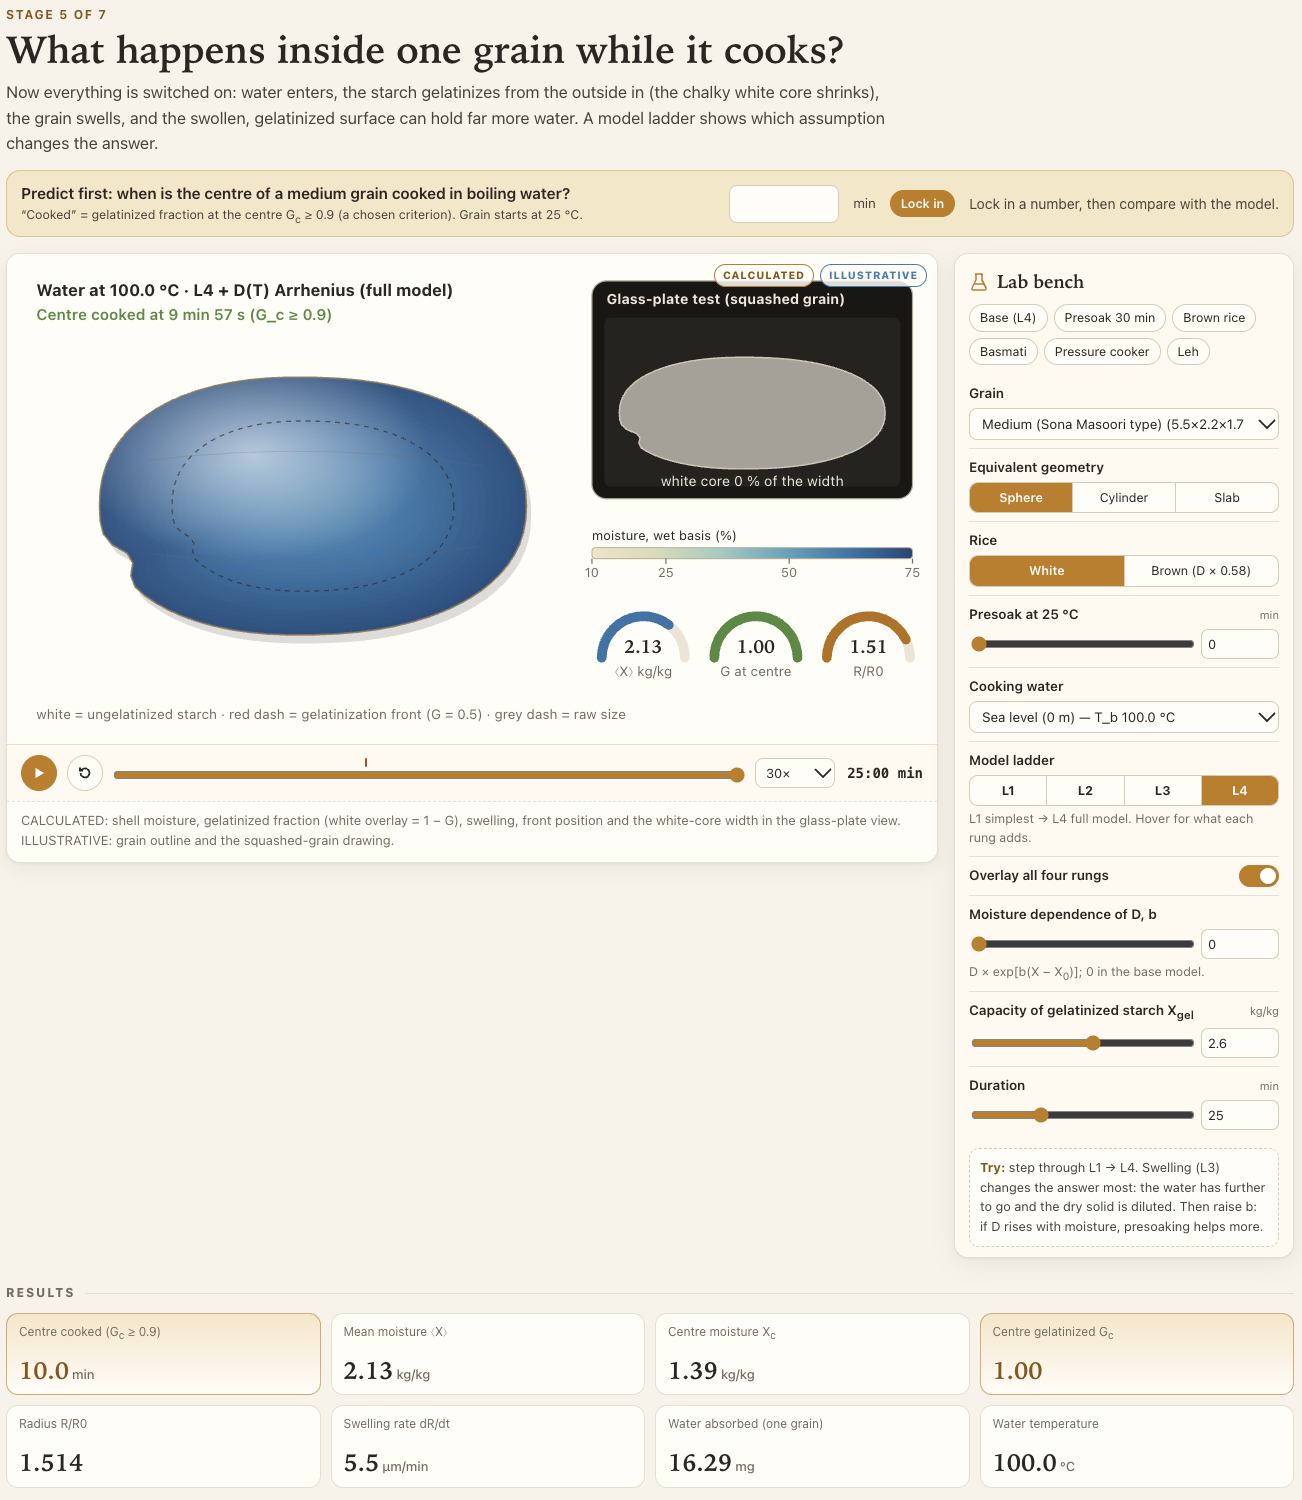 STAGE 5 OF 7
What happens inside one grain while it cooks?
Now everything is switched on: water enters, the starch gelatinizes from the outside in (the chalky white core shrinks),
the grain swells, and the swollen, gelatinized surface can hold far more water. A model ladder shows which assumption
changes the answer.
Predict first: when is the centre of a medium grain cooked in boiling water?
“Cooked” = gelatinized fraction at the centre Gc ≥ 0.9 (a chosen criterion). Grain starts at 25 °C.
min
Lock in
Lock in a number, then compare with the model.
CALCULATED
ILLUSTRATIVE
Water at 100.0 °C · L4 + D(T) Arrhenius (full model)
Centre cooked at 9 min 57 s (G_c ≥ 0.9)
Glass-plate test (squashed grain)
white core 0 % of the width
moisture, wet basis (%)
10 25 50 75
2.13 1.00 1.51
⟨X⟩ kg/kg G at centre R/R0
white = ungelatinized starch · red dash = gelatinization front (G = 0.5) · grey dash = raw size
30×
25:00 min
CALCULATED: shell moisture, gelatinized fraction (white overlay = 1 − G), swelling, front position and the white-core width in the glass-plate view.
ILLUSTRATIVE: grain outline and the squashed-grain drawing.
Lab bench
Base (L4) Presoak 30 min Brown rice
Basmati Pressure cooker Leh
Grain
Medium (Sona Masoori type) (5.5×2.2×1.7
Equivalent geometry
Sphere Cylinder Slab
Rice
White Brown (D × 0.58)
Presoak at 25 °C min
0
Cooking water
Sea level (0 m) — T_b 100.0 °C
Model ladder
L1 L2 L3 L4
L1 simplest → L4 full model. Hover for what each
rung adds.
Overlay all four rungs
Moisture dependence of D, b
0
D × exp[b(X − X0)]; 0 in the base model.
Capacity of gelatinized starch Xgel kg/kg
2.6
Duration min
25
Try: step through L1 → L4. Swelling (L3)
changes the answer most: the water has further
to go and the dry solid is diluted. Then raise b:
if D rises with moisture, presoaking helps more.
RESULTS
Centre cooked (Gc ≥ 0.9)
10.0 min
Mean moisture ⟨X⟩
2.13 kg/kg
Centre moisture Xc
1.39 kg/kg
Centre gelatinized Gc
1.00
Radius R/R0
1.514
Swelling rate dR/dt
5.5 µm/min
Water absorbed (one grain)
16.29 mg
Water temperature
100.0 °C